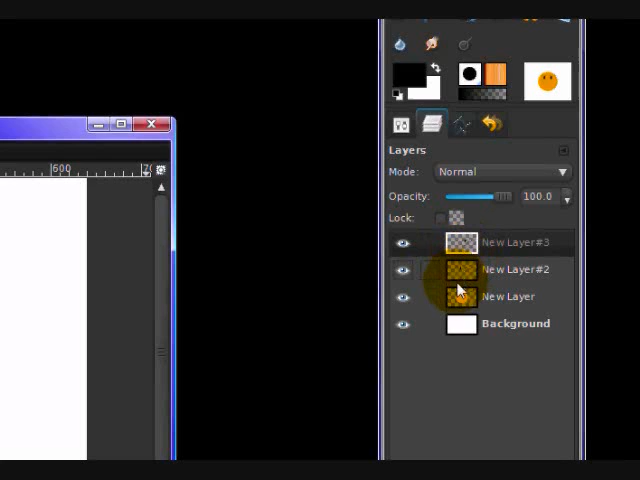 600
Layers
Mode: Normal
Opacity: 100.0
Lock:
New Layer#3
New Layer#2
New Layer
Background